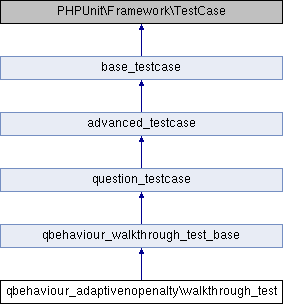 PHPUnit\Framework\TestCase
base_testcase
advanced_testcase
question_testcase
qbehaviour_walkthrough_test_base
qbehaviour_adaptivenopenalty\walkthrough_test